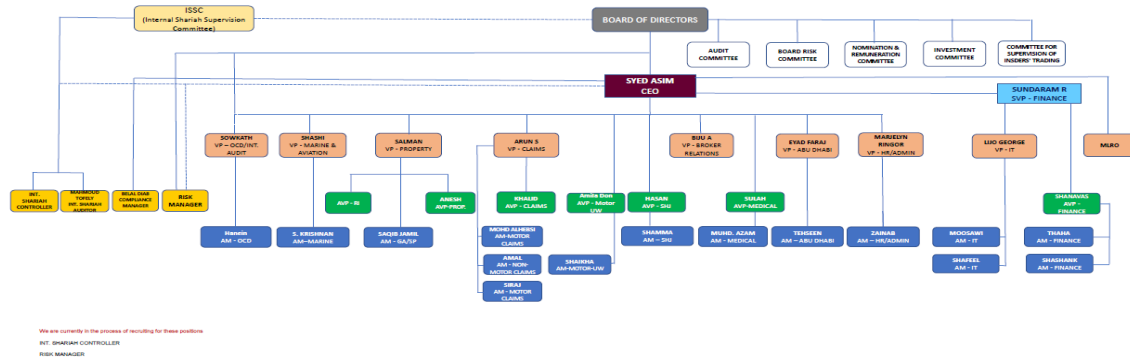 ISSC
(Internal Shariah Supervision
Committee)
BOARD OF DIRECTORS
AUDIT
COMMITTEE
BOARD RISK
COMMITTEE
NOMINATION &
REMUNERATION
COMMITTEE
INVESTMENT
COMMITTEE
COMMITTEE FOR
SUPERVISION OF
INSDERS' TRADING
SYED ASIM
CEO
SUNDARAM R
SVP - FINANCE
SOWKATH
VP – OCD/INT.
AUDIT
SHASHI
VP - MARINE &
AVIATION
SALMAN
VP - PROPERTY
ARUN S
VP - CLAIMS
BIJU A
VP - BROKER
RELATIONS
EYAD FARAJ
VP - ABU DHABI
MARJELYN
RINGOR
VP - HR/ADMIN
LIJO GEORGE
VP - IT
MLRO
INT.
SHARIAH
CONTROLLER
MAHMOUD
INT. SHARIAH
AUDITOR
BELAL DIAB
COMPLIANCE
MANAGER
RISK
MANAGER
AVP - RI
ANESH
AVP-PROP.
KHALID
AVP - CLAIMS
Amila Don
AVP - Motor
UW
HASAN
AVP - SHJ
SULAH
AVP-MEDICAL
SHANAVAS
AVP -
FINANCE
Hanein
AM - OCD
S. KRISHNAN
AM–MARINE
SAQIB JAMIL
AM - GA/SP
MOHD ALHEBSI
AM-MOTOR
CLAIMS
AMAL
AM - NON-
MOTOR CLAIMS
SIRAJ
AM - MOTOR
CLAIMS
SHAIKHA
AM-MOTOR-UW
SHAMMA
AM – SHJ
MUHD. AZAM
AM - MEDICAL
TEHSEEN
AM – ABU DHABI
ZAINAB
AM – HR/ADMIN
MOOSAWI
AM - IT
SHAFEEL
AM - IT
THAHA
AM - FINANCE
SHASHANK
AM - FINANCE
We are currently in the process of recruiting for these positions
INT. SHARIAH CONTROLLER
RISK MANAGER